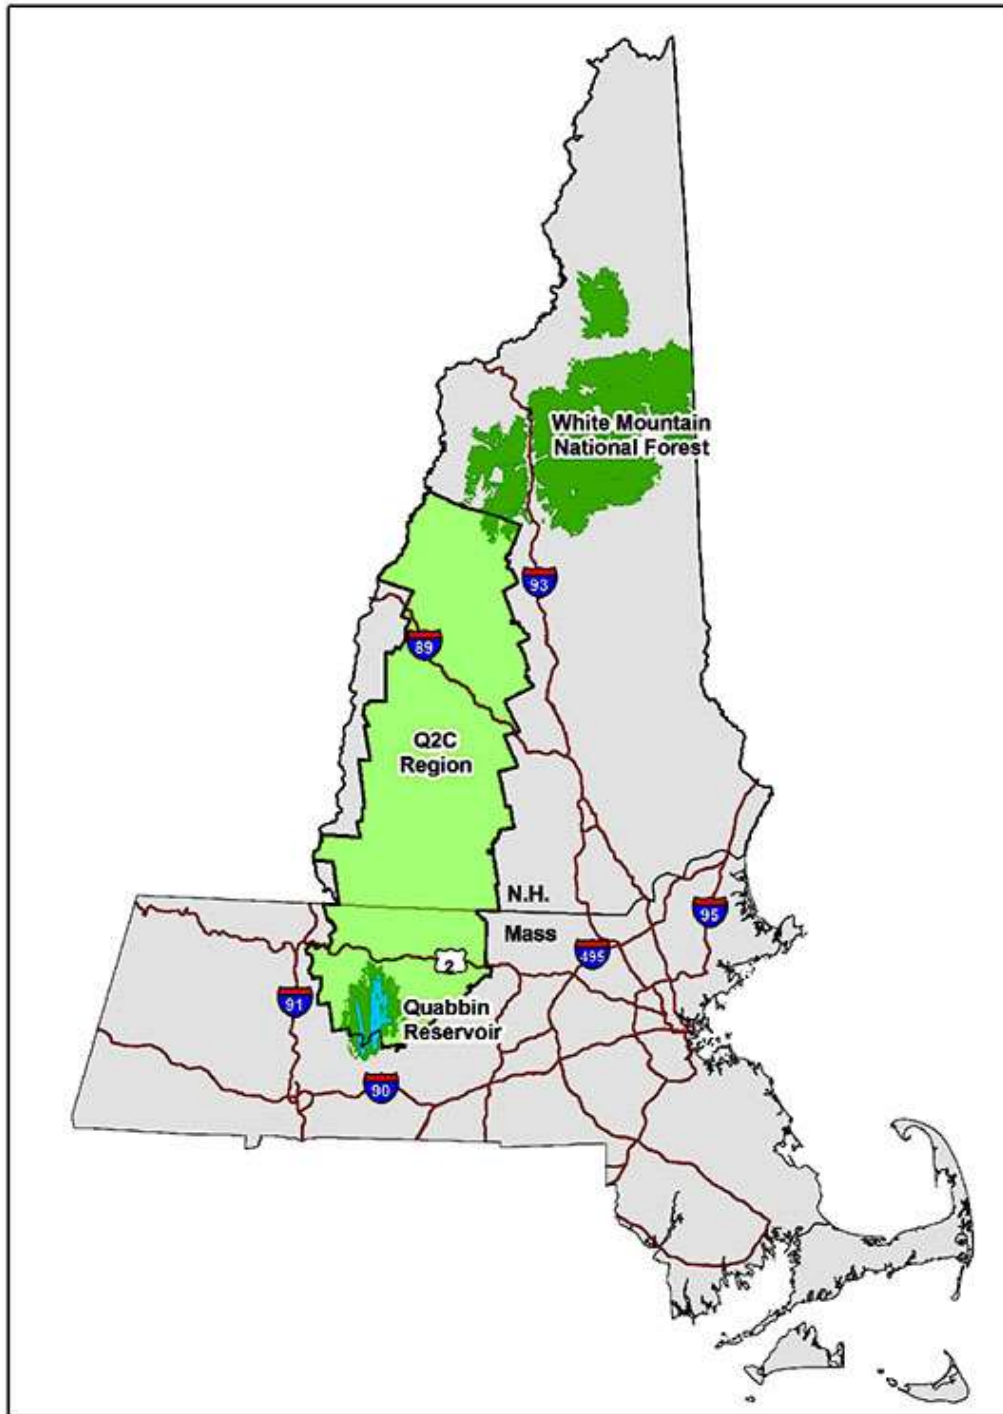 White Mountain
National Forest
93
89
Q2C
Region
N.H.
95
Mass
495
2
91
Quabbin
Reservoir
90